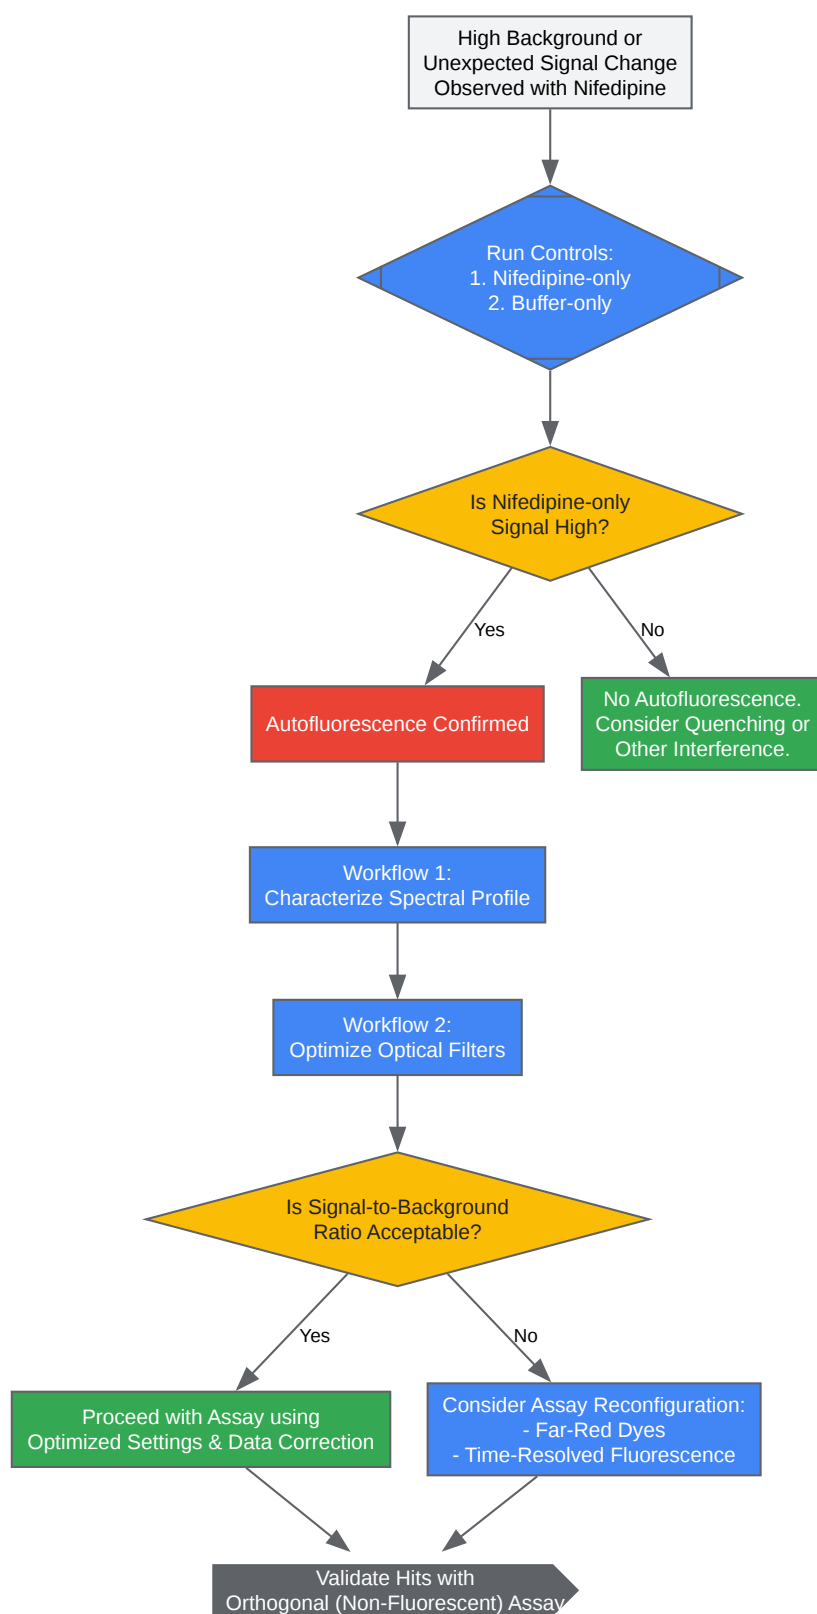 High Background or
Unexpected Signal Change
Observed with Nifedipine
Run Controls:
1. Nifedipine-only
2. Buffer-only
Is Nifedipine-only
Signal High?
Yes
No
Autofluorescence Confirmed
No Autofluorescence.
Consider Quenching or
Other Interference.
Workflow 1:
Characterize Spectral Profile
Workflow 2:
Optimize Optical Filters
Is Signal-to-Background
Ratio Acceptable?
Yes
No
Proceed with Assay using
Optimized Settings & Data Correction
Consider Assay Reconfiguration:
- Far-Red Dyes
- Time-Resolved Fluorescence
Validate Hits with
Orthogonal (Non-Fluorescent) Assay